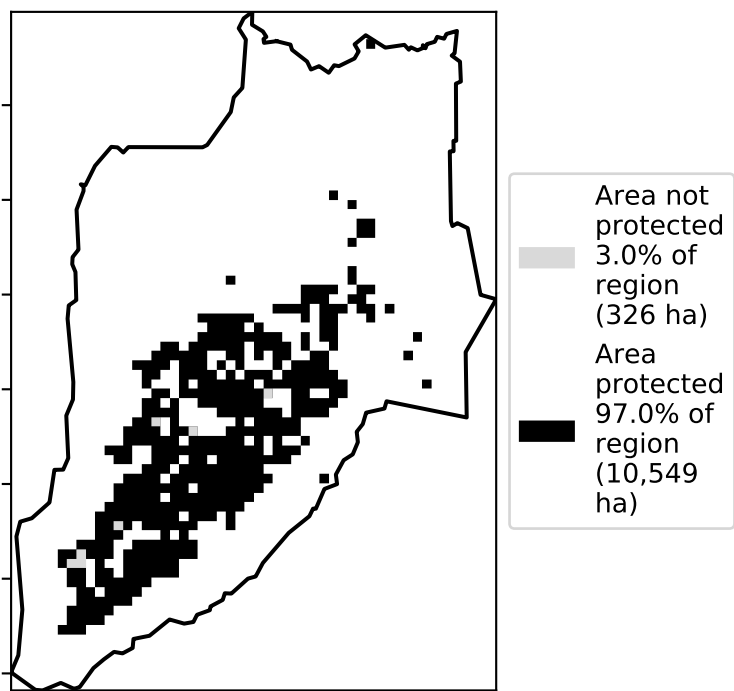 Area not
protected
3.0% of
region
(326 ha)
Area
protected
97.0% of
region
(10,549
ha)